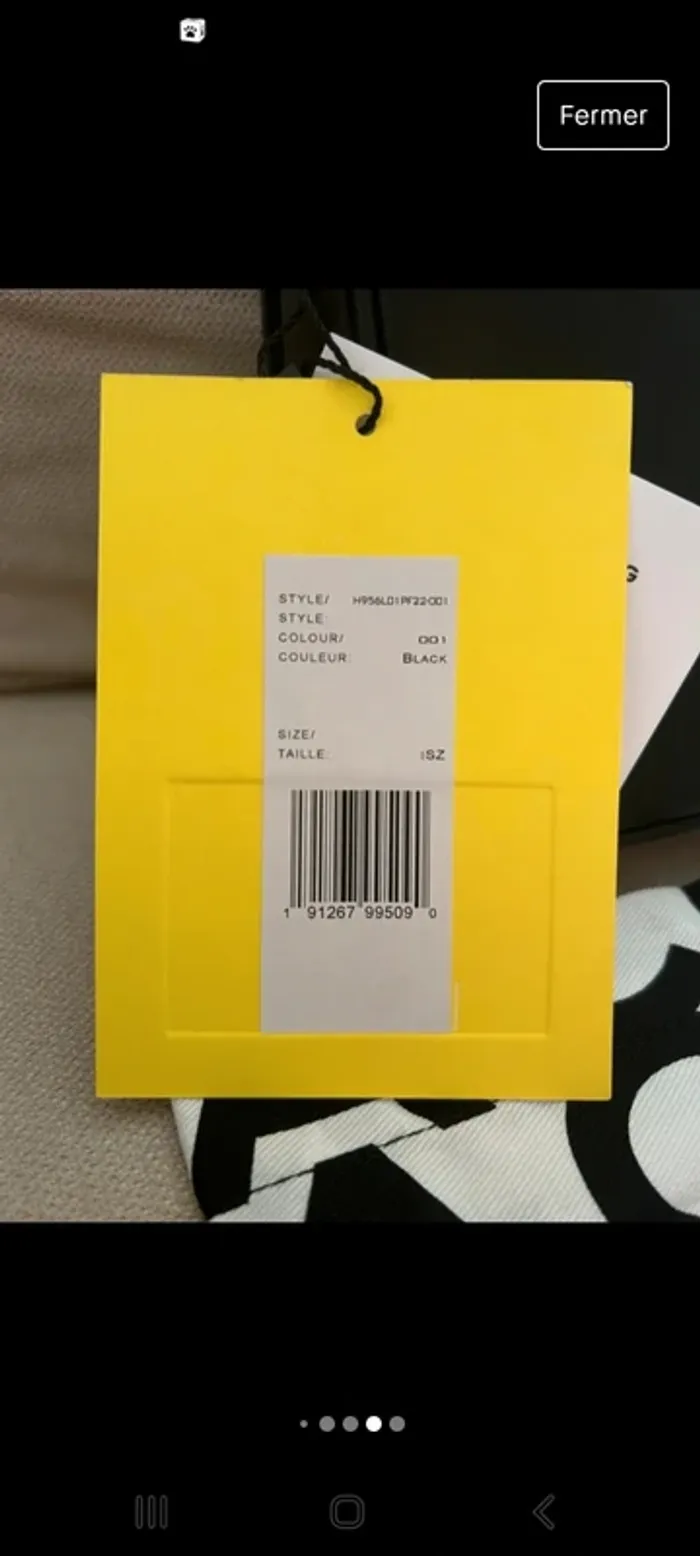 Fermer
G
STYLE/ H956L01PF22-001
STYLE:
COLOUR/ 001
COULEUR: BLACK
SIZE/
TAILLE: 1SZ
1 91267 99509 0